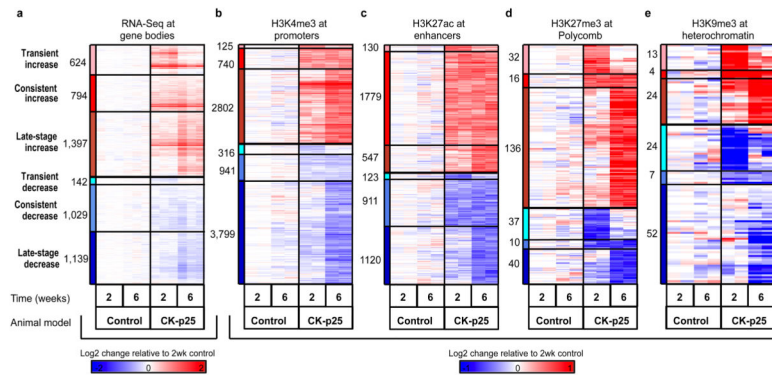 a
RNA-Seq at
gene bodies
b
H3K4me3 at
promoters
c
H3K27ac at
enhancers
d
H3K27me3 at
Polycomb
e
H3K9me3 at
heterochromatin
Transient
increase
624
Consistent
increase
794
Late-stage
increase
1,397
Transient
decrease
142
Consistent
decrease
1,029
Late-stage
decrease
1,139
125
740
2802
316
941
3,799
130
1779
547
123
911
1120
32
16
136
37
10
40
13
4
24
24
7
52
Time (weeks)
2 6 2 6
2 6 2 6
2 6 2 6
2 6 2 6
2 6 2 6
Animal model
Control CK-p25
Control CK-p25
Control CK-p25
Control CK-p25
Control CK-p25
Log2 change relative to 2wk control
0 2
Log2 change relative to 2wk control
0 1